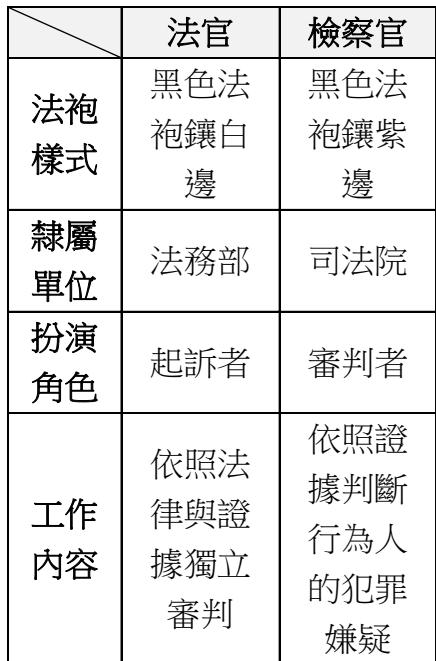 法官 檢察官
法袍 黑色法 黑色法
樣式 袍鑲白 袍鑲紫
邊 邊
隸屬 法務部 司法院
單位
扮演 起訴者 審判者
角色
工作 依照法 依照證
內容 律與證 據判斷
據獨立 行為人
審判 的犯罪
嫌疑